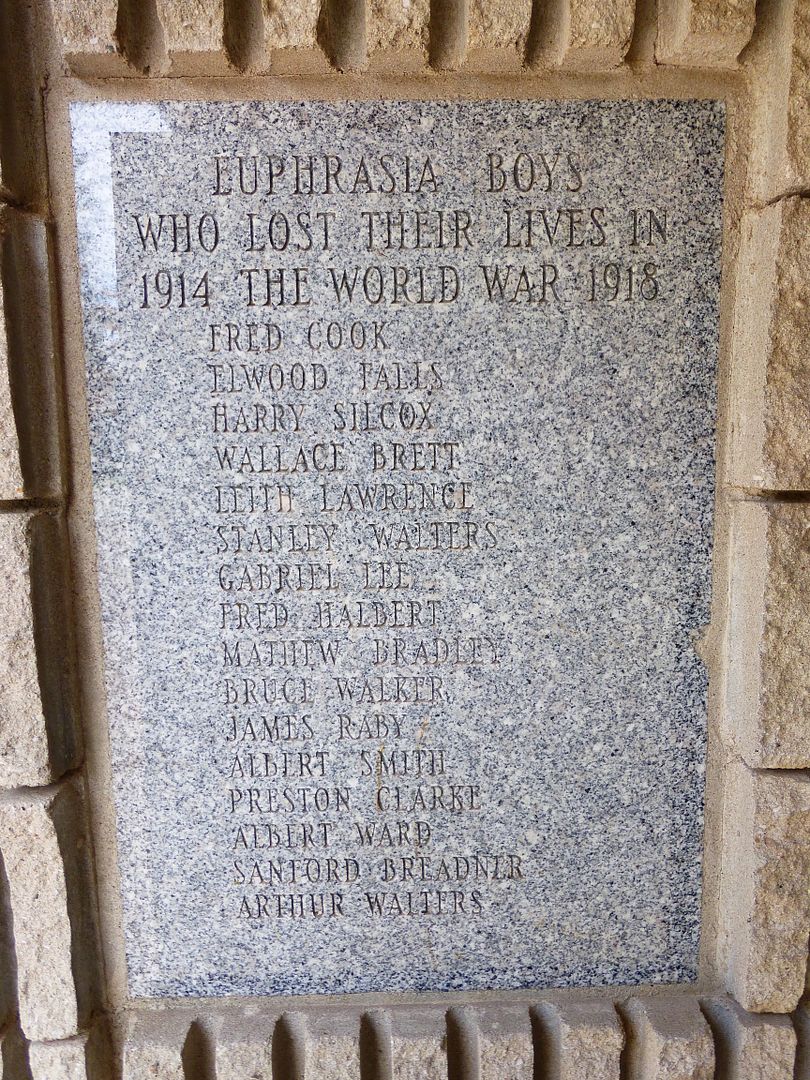 EUPHRASIA BOYS
WHO LOST THEIR LIVES IN
1914 THE WORLD WAR 1918
FRED COOK
ELWOOD FALLS
HARRY SILCOX
WALLACE BRETT
LEITH LAWRENCE
STANLEY WALTERS
GABRIEL LEE
FRED HALBERT
MATHEW BRADLEY
BRUCE WALKER
JAMES RABY
ALBERT SMITH
PRESTON CLARKE
ALBERT WARD
SANFORD BREADNER
ARTHUR WALTERS